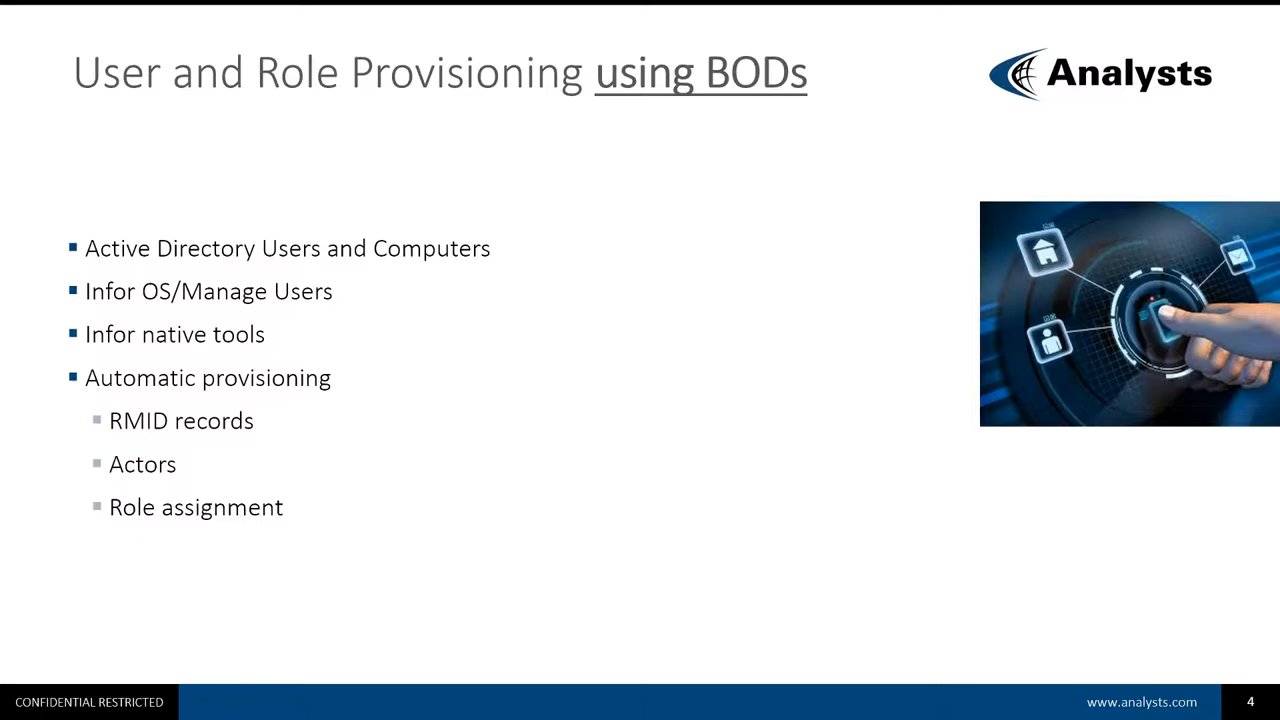 User and Role Provisioning using BODs
Analysts
▪ Active Directory Users and Computers
▪ Infor OS/Manage Users
▪ Infor native tools
▪ Automatic provisioning
▪ RMID records
▪ Actors
▪ Role assignment
CONFIDENTIAL RESTRICTED
www.analysts.com
4